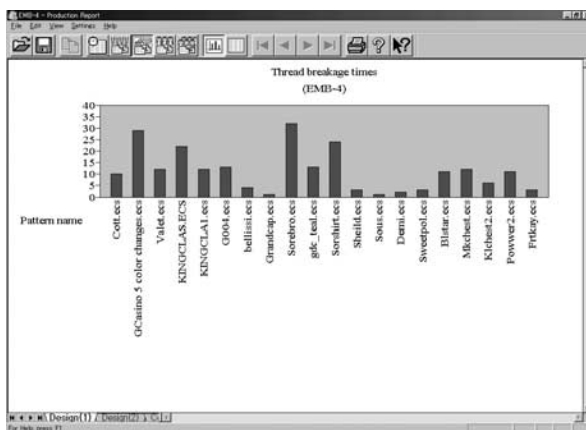 EMB-4 - Production Report
File Edit View Settings Help
Thread breakage times
(EMB-4)
40
35
30
25
20
15
10
5
0
Pattern name
Cott.ecs
GCasino 5 color changes.ecs
Valet.ecs
KINGCLAS.ECS
KINGCLA1.ecs
G004.ecs
bellissi.ecs
Grandcap.ecs
Sorebro.ecs
gdc_teal.ecs
Sorshirt.ecs
Sheild.ecs
Sous.ecs
Demi.ecs
Sweetpol.ecs
Blstar.ecs
Mkchest.ecs
Klchest2.ecs
Powwer2.ecs
Frtkay.ecs
Design(1) Design(2)
For Help, press F1